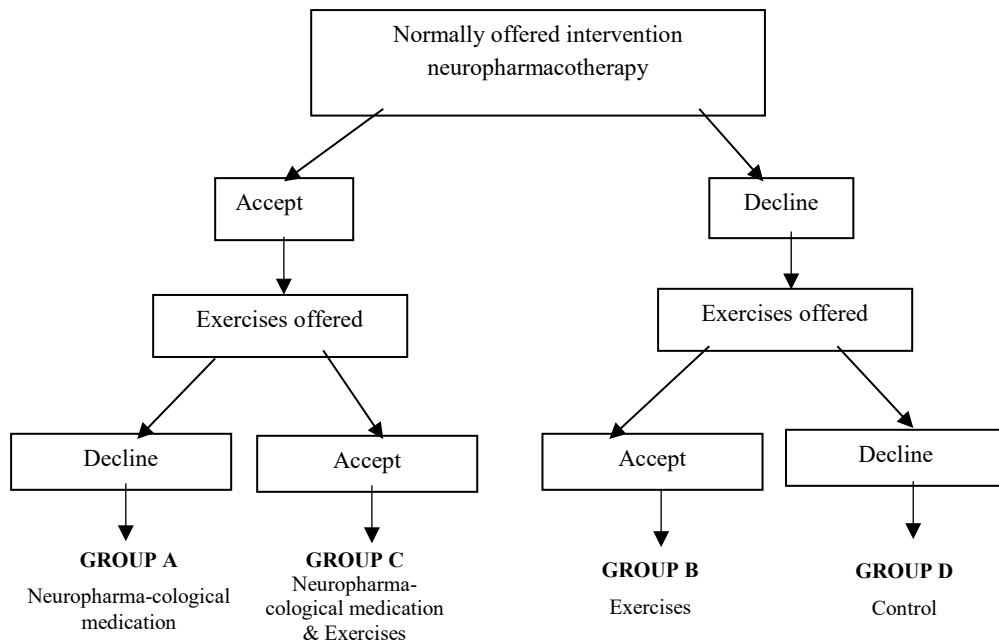 Normally offered intervention
neuropharmacotherapy
Accept
Decline
Exercises offered
Exercises offered
Decline
Accept
Accept
Decline
GROUP A
Neuropharma-cological
medication
GROUP C
Neuropharma-
cological medication
& Exercises
GROUP B
Exercises
GROUP D
Control